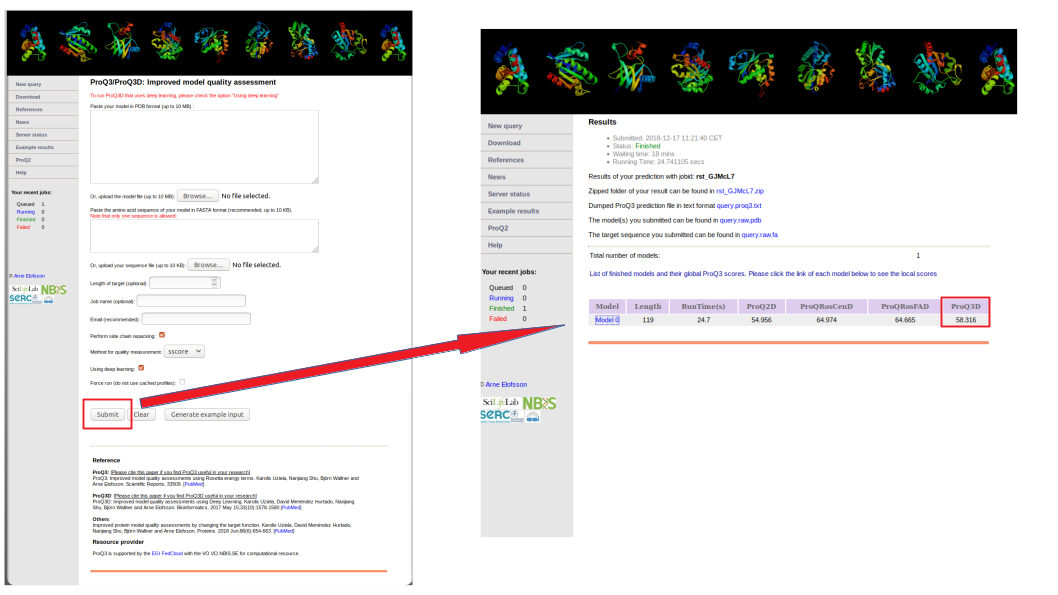 ProQ3/ProQ3D: Improved model quality assessment
To run ProQ3D that uses deep learning, please check the option "Using deep learning"
Paste your model in PDB format (up to 10 MB) :
New query
Download
References
News
Server status
Example results
ProQ2
Help
Your recent jobs:
Queued 1
Running 0
Finished 0
Failed 0
© Arne Elofsson
SciLifeLab NBIS
SERC
Or, upload the model file (up to 10 MB): Browse... No file selected.
Paste the amino acid sequence of your model in FASTA format (recommended, up to 10 KB).
Note that only one sequence is allowed:
Or, upload your sequence file (up to 10 KB): Browse... No file selected.
Length of target (optional):
Job name (optional):
Email (recommended):
Perform side chain repacking:
Method for quality measurement: sscore
Using deep learning:
Force run (do not use cached profiles):
Submit Clear Generate example input
Reference
ProQ3: [Please cite this paper if you find ProQ3 useful in your research]
ProQ3: Improved model quality assessments using Rosetta energy terms. Karolis Uziela, Nanjiang Shu, Björn Wallner and
Arne Elofsson. Scientific Reports, 33509. [PubMed]
ProQ3D: [Please cite this paper if you find ProQ3D useful in your research]
ProQ3D: Improved model quality assessments using Deep Learning. Karolis Uziela, David Menéndez Hurtado, Nanjiang
Shu, Björn Wallner and Arne Elofsson. Bioinformatics. 2017 May 15;33(10):1578-1580 [PubMed]
Others:
Improved protein model quality assessments by changing the target function. Karolis Uziela, David Menéndez Hurtado,
Nanjiang Shu, Björn Wallner and Arne Elofsson. Proteins. 2018 Jun;86(6):654-663. [PubMed]
Resource provider
ProQ3 is supported by the EGI FedCloud with the VO VO.NBIS.SE for computational resource.
New query
Download
References
News
Server status
Example results
ProQ2
Help
Your recent jobs:
Queued 0
Running 0
Finished 1
Failed 0
© Arne Elofsson
SciLifeLab NBIS
SERC
Results
Submitted: 2018-12-17 11:21:40 CET
Status: Finished
Waiting time: 18 mins
Running Time: 24.741105 secs
Results of your prediction with jobid: rst_GJMcL7
Zipped folder of your result can be found in rst_GJMcL7.zip
Dumped ProQ3 prediction file in text format query.proq3.txt
The model(s) you submitted can be found in query.raw.pdb
The target sequence you submitted can be found in query.raw.fa
Total number of models: 1
List of finished models and their global ProQ3 scores. Please click the link of each model below to see the local scores
Model Length RunTime(s) ProQ2D ProQRosCenD ProQRosFAD ProQ3D
Model 0 119 24.7 54.956 64.974 64.665 58.316